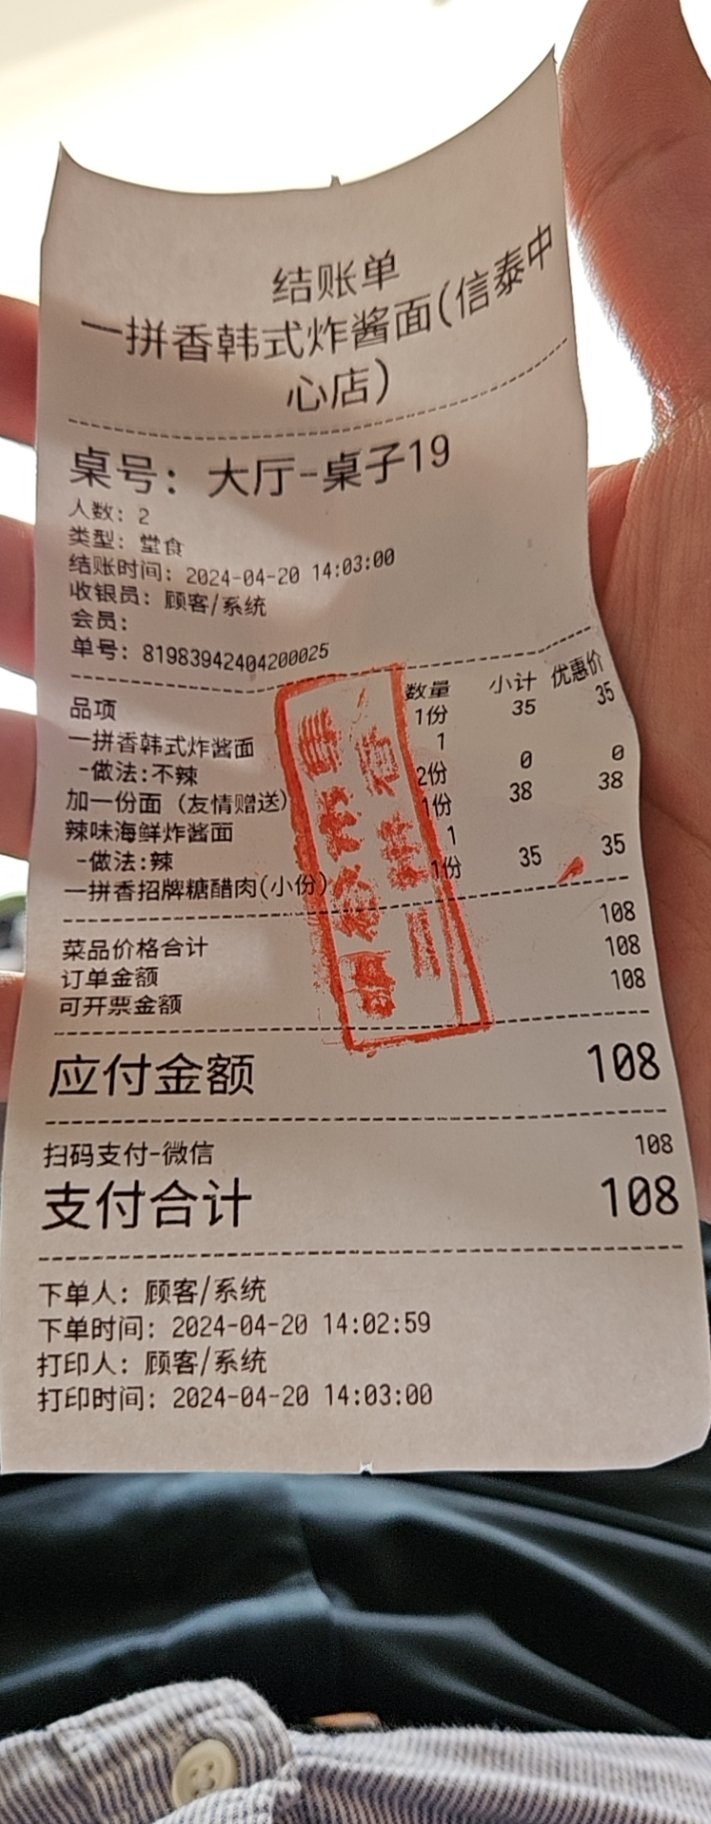 结账单
一拼香韩式炸酱面(信泰中
心店)
桌号：大厅-桌子19
人数：2
类型：堂食
结账时间：2024-04-20 14:03:00
收银员：顾客/系统
会员：
单号：81983942404200025
品项 数量 小计 优惠价
一拼香韩式炸酱面 1份 35 35
-做法:不辣 1
加一份面（友情赠送） 2份 0 0
辣味海鲜炸酱面 1份 38 38
-做法:辣 1
一拼香招牌糖醋肉(小份) 1份 35 35
菜品价格合计 108
订单金额 108
可开票金额 108
应付金额 108
扫码支付-微信 108
支付合计 108
下单人：顾客/系统
下单时间：2024-04-20 14:02:59
打印人：顾客/系统
打印时间：2024-04-20 14:03:00